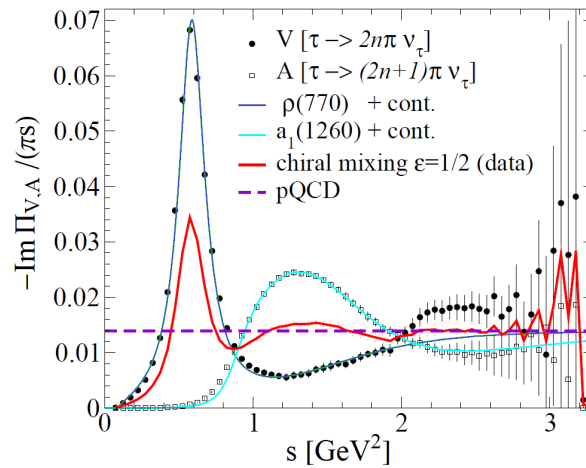 0.07
0.06
0.05
0.04
0.03
0.02
0.01
0
−Im Π_{V,A}/(πs)
V [τ -> 2nπ ν_τ]
A [τ -> (2n+1)π ν_τ]
ρ(770) + cont.
a_1(1260) + cont.
chiral mixing ε=1/2 (data)
pQCD
0 1 2 3
s [GeV²]